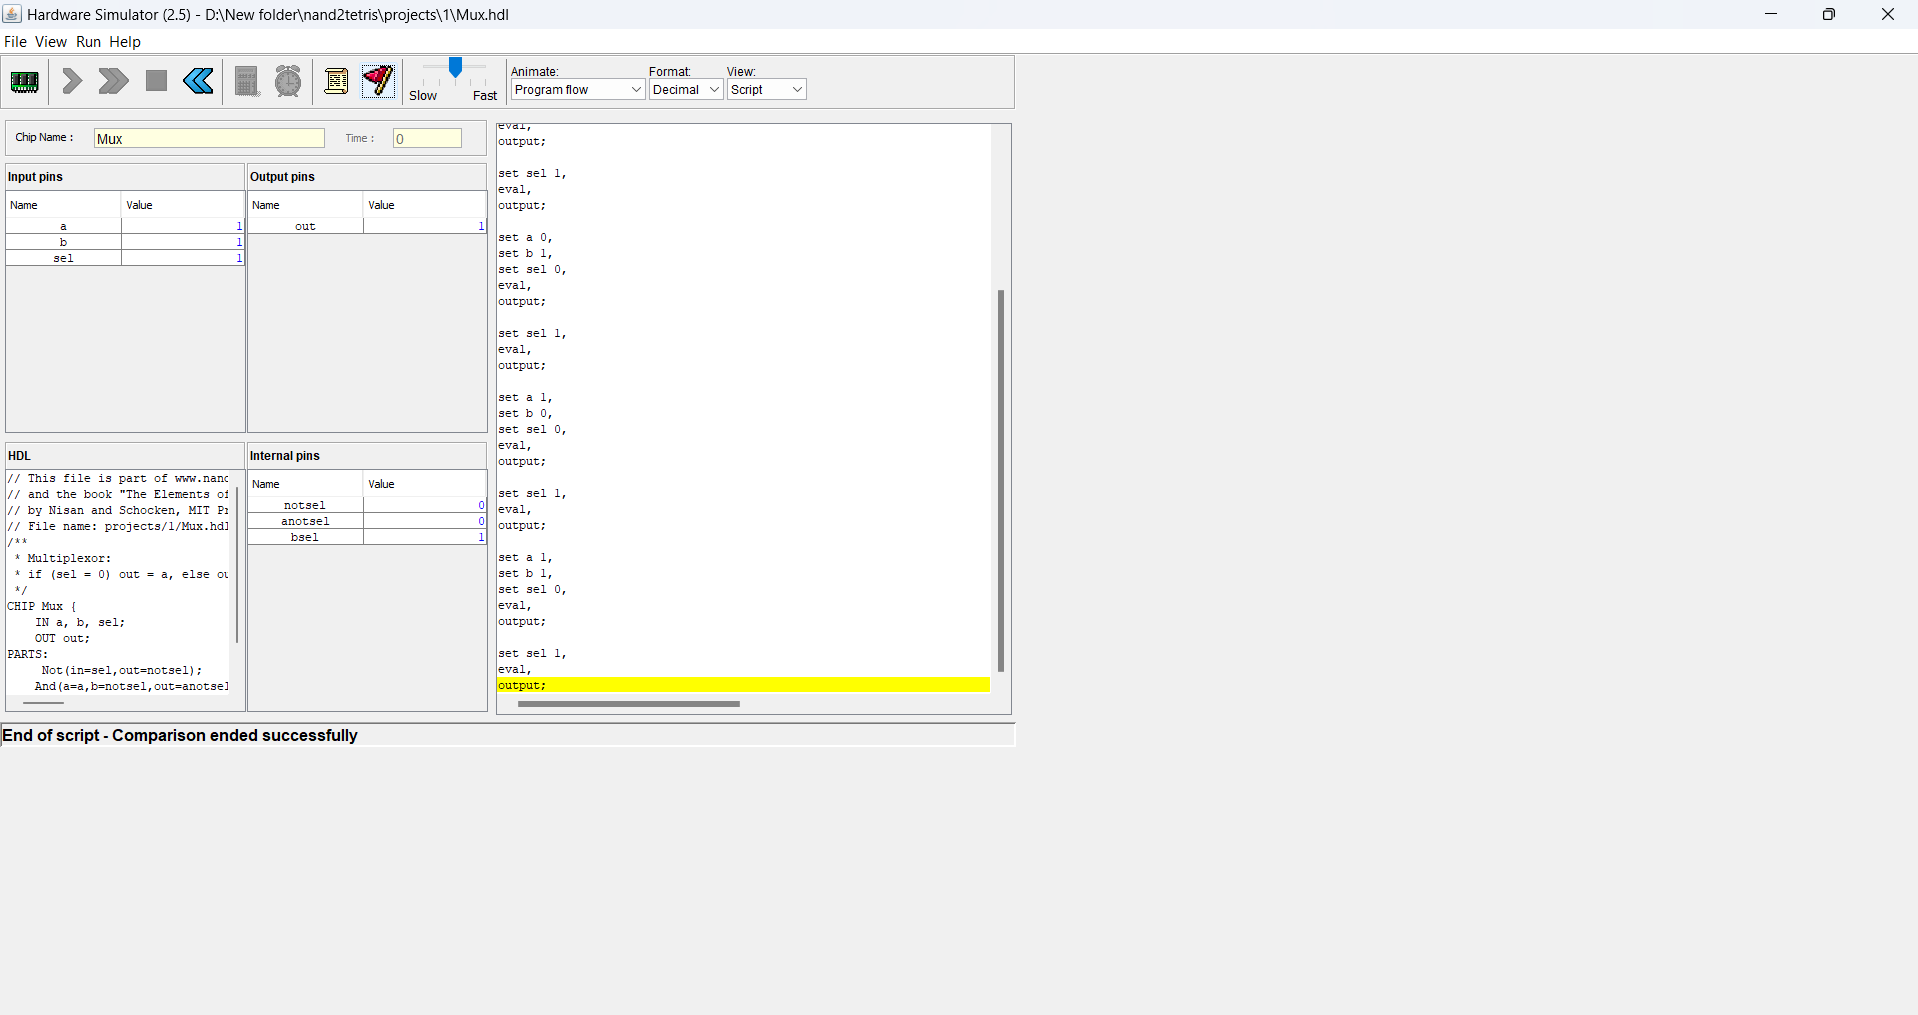 Hardware Simulator (2.5) - D:\New folder\nand2tetris\projects\1\Mux.hdl
File View Run Help
Slow Fast
Animate: Format: View:
Program flow Decimal Script
Chip Name : Mux Time : 0
Input pins
Name Value
a 1
b 1
sel 1
Output pins
Name Value
out 1
HDL
// This file is part of www.nand
// and the book "The Elements of
// by Nisan and Schocken, MIT Pr
// File name: projects/1/Mux.hdl
/**
* Multiplexor:
* if (sel = 0) out = a, else ou
*/
CHIP Mux {
IN a, b, sel;
OUT out;
PARTS:
Not(in=sel,out=notsel);
And(a=a,b=notsel,out=anotsel
Internal pins
Name Value
notsel 0
anotsel 0
bsel 1
eval,
output;
set sel 1,
eval,
output;
set a 0,
set b 1,
set sel 0,
eval,
output;
set sel 1,
eval,
output;
set a 1,
set b 0,
set sel 0,
eval,
output;
set sel 1,
eval,
output;
set a 1,
set b 1,
set sel 0,
eval,
output;
set sel 1,
eval,
output;
End of script - Comparison ended successfully